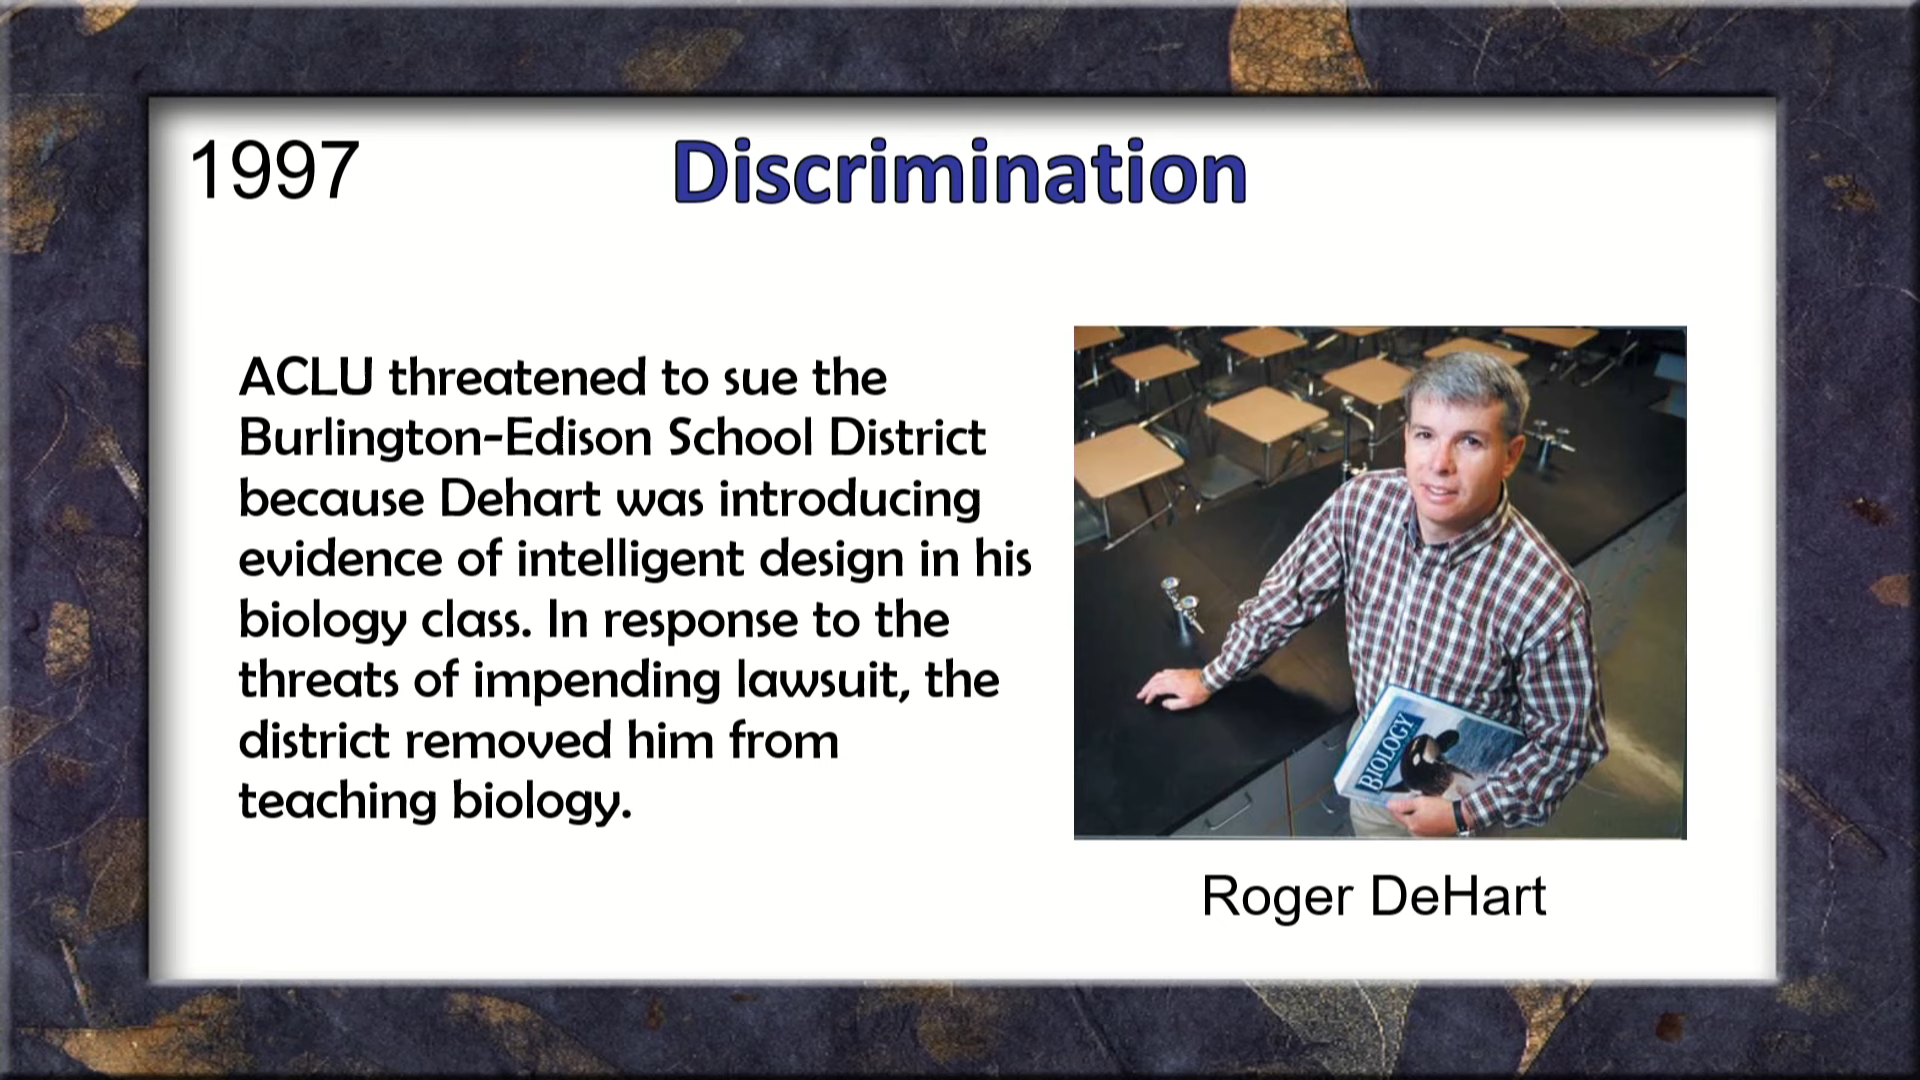 1997
Discrimination
ACLU threatened to sue the
Burlington-Edison School District
because Dehart was introducing
evidence of intelligent design in his
biology class. In response to the
threats of impending lawsuit, the
district removed him from
teaching biology.
BIOLOGY
Roger DeHart